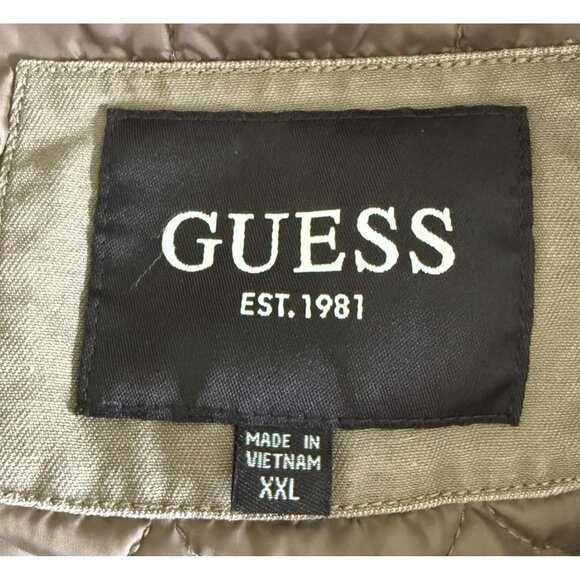 GUESS
EST. 1981
MADE IN
VIETNAM
XXL